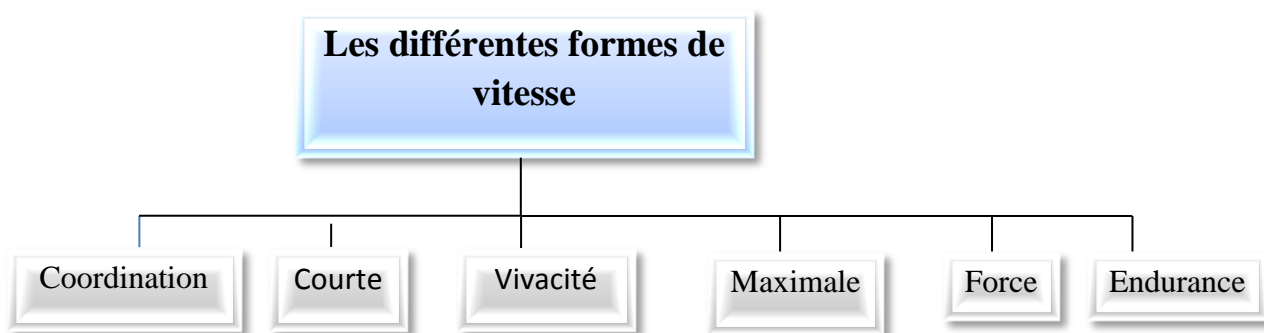 Les différentes formes de
vitesse
Coordination
Courte
Vivacité
Maximale
Force
Endurance